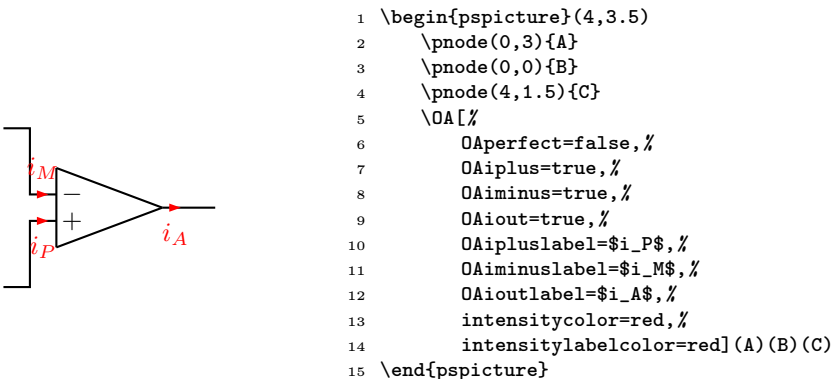 i_M
−
+
i_P
i_A
1 \begin{pspicture}(4,3.5)
2 \pnode(0,3){A}
3 \pnode(0,0){B}
4 \pnode(4,1.5){C}
5 \OA[%
6 OAperfect=false,%
7 OAiplus=true,%
8 OAiminus=true,%
9 OAiout=true,%
10 OAipluslabel=$i_P$,%
11 OAiminuslabel=$i_M$,%
12 OAioutlabel=$i_A$,%
13 intensitycolor=red,%
14 intensitylabelcolor=red](A)(B)(C)
15 \end{pspicture}